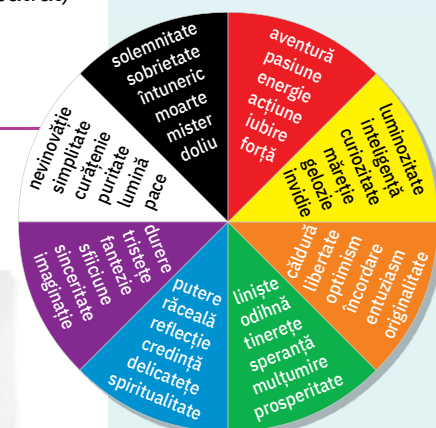 solemnitate
sobrietate
întuneric
moarte
mister
doliu
aventură
pasiune
energie
acțiune
iubire
forță
luminozitate
inteligență
curiozitate
măreție
gelozie
invidie
căldură
libertate
optimism
încordare
entuziasm
originalitate
liniște
odihnă
tinerețe
speranță
mulțumire
prosperitate
putere
răceală
reflecție
credință
delicatețe
spiritualitate
durere
tristețe
fantezie
sfiiciune
sinceritate
imaginație
nevinovăție
simplitate
curățenie
puritate
lumină
pace